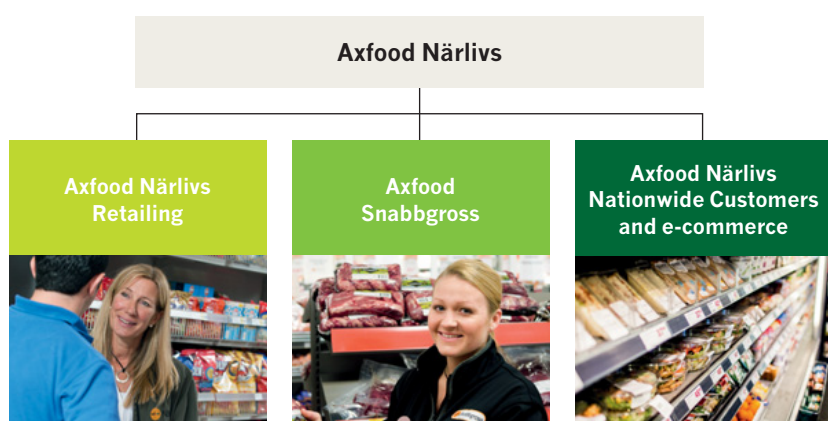 Axfood Närlivs
Axfood Närlivs
Retailing
Axfood
Snabbgross
Axfood Närlivs
Nationwide Customers
and e-commerce